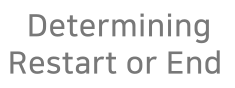 Determining
Restart or End